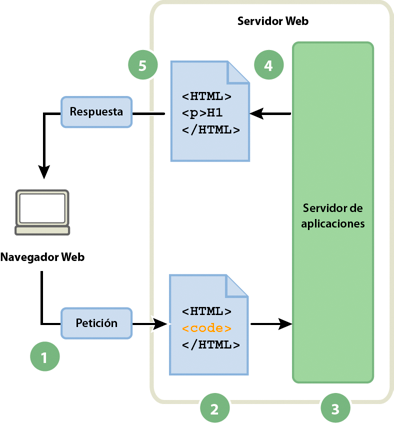 Servidor Web
5
4
<HTML>
<p>H1
</HTML>
Respuesta
Servidor de
aplicaciones
Navegador Web
<HTML>
<code>
</HTML>
Petición
1
2
3